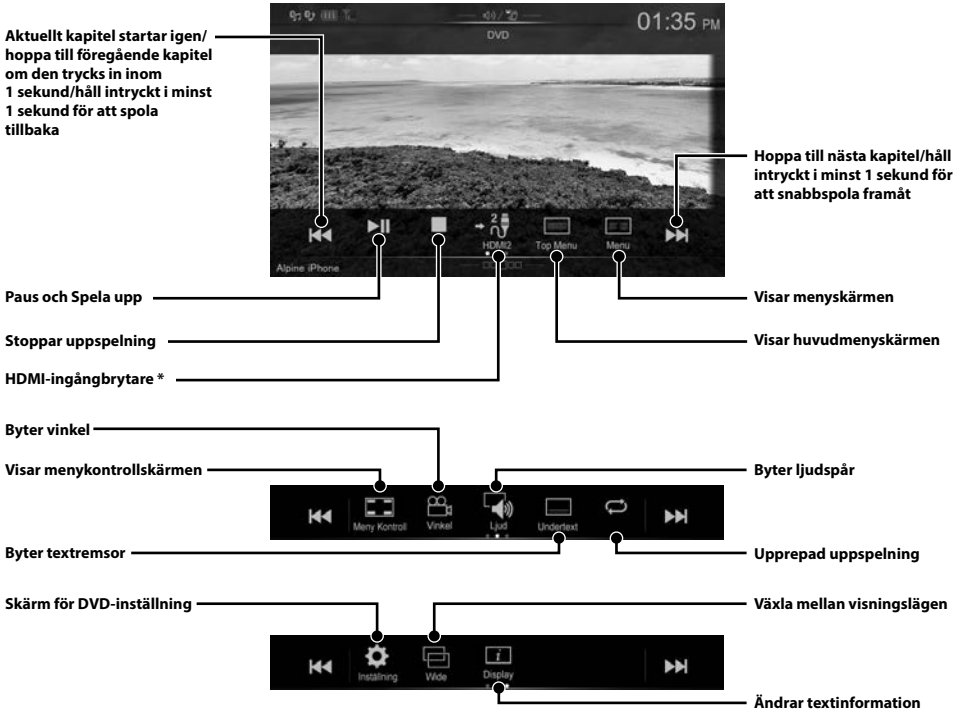 Aktuellt kapitel startar igen/
hoppa till föregående kapitel
om den trycks in inom
1 sekund/håll intryckt i minst
1 sekund för att spola
tillbaka
01:35 PM
DVD
Hoppa till nästa kapitel/håll
intryckt i minst 1 sekund för
att snabbspola framåt
2
HDMI2
Top Menu
Menu
Alpine iPhone
Paus och Spela upp
Visar menyskärmen
Stoppar uppspelning
Visar huvudmenyskärmen
HDMI-ingångbrytare *
Byter vinkel
Visar menykontrollskärmen
Byter ljudspår
Meny Kontroll
Vinkel
Ljud
Undertext
Byter textremsor
Upprepad uppspelning
Skärm för DVD-inställning
Växla mellan visningslägen
i
Inställning
Wide
Display
Ändrar textinformation